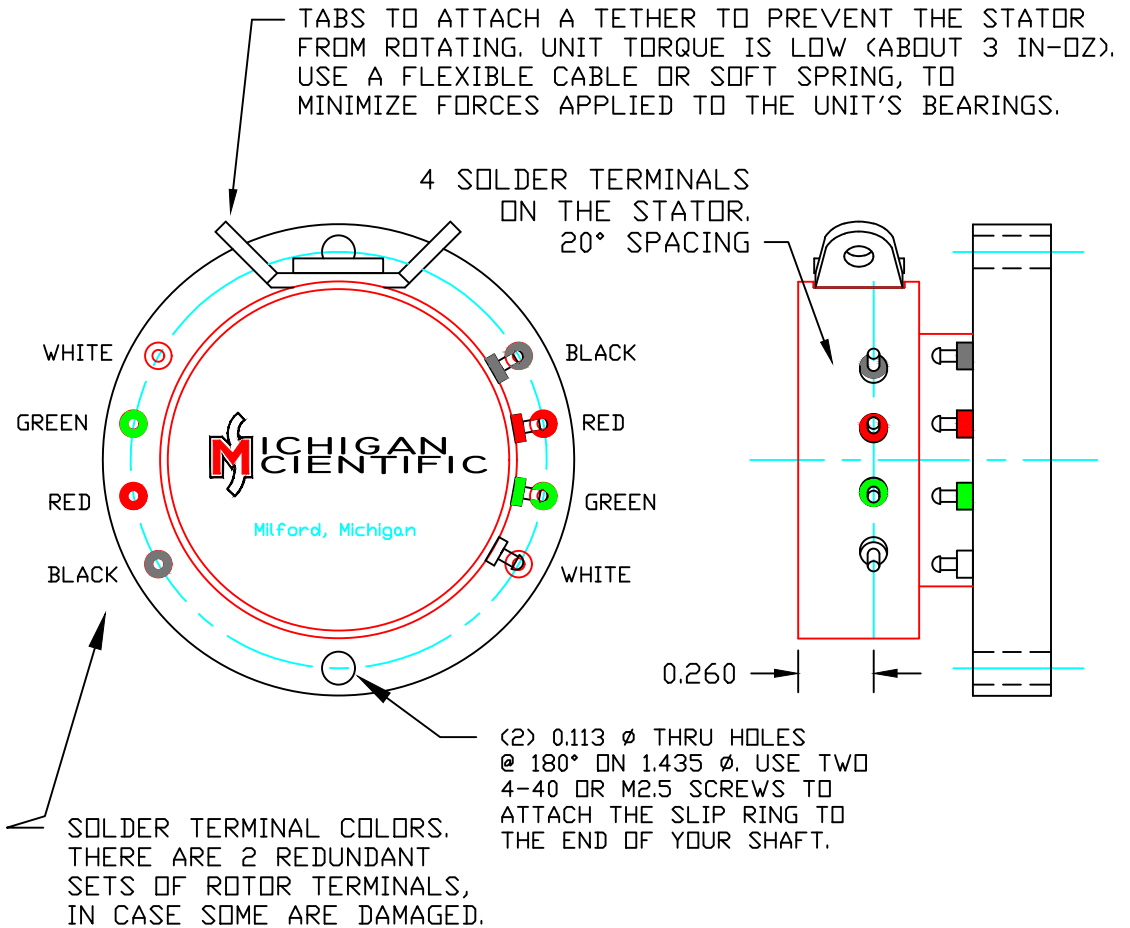 TABS TO ATTACH A TETHER TO PREVENT THE STATOR
FROM ROTATING. UNIT TORQUE IS LOW (ABOUT 3 IN-OZ).
USE A FLEXIBLE CABLE OR SOFT SPRING, TO
MINIMIZE FORCES APPLIED TO THE UNIT'S BEARINGS.
4 SOLDER TERMINALS
ON THE STATOR.
20° SPACING
WHITE
GREEN
RED
BLACK
BLACK
RED
GREEN
WHITE
MICHIGAN
SCIENTIFIC
Milford, Michigan
0.260
(2) 0.113 Ø THRU HOLES
@ 180° ON 1.435 Ø. USE TWO
4-40 OR M2.5 SCREWS TO
ATTACH THE SLIP RING TO
THE END OF YOUR SHAFT.
SOLDER TERMINAL COLORS.
THERE ARE 2 REDUNDANT
SETS OF ROTOR TERMINALS,
IN CASE SOME ARE DAMAGED.